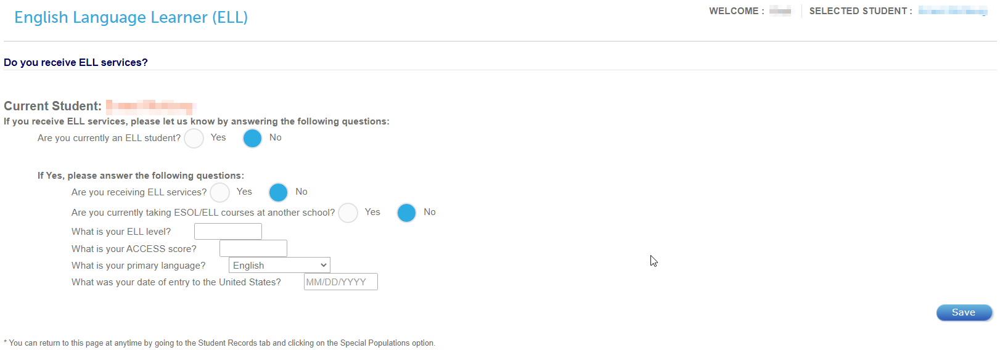 English Language Learner (ELL)
WELCOME :
SELECTED STUDENT :
Do you receive ELL services?
Current Student:
If you receive ELL services, please let us know by answering the following questions:
Are you currently an ELL student? Yes No
If Yes, please answer the following questions:
Are you receiving ELL services? Yes No
Are you currently taking ESOL/ELL courses at another school? Yes No
What is your ELL level?
What is your ACCESS score?
What is your primary language? English
What was your date of entry to the United States? MM/DD/YYYY
Save
* You can return to this page at anytime by going to the Student Records tab and clicking on the Special Populations option.